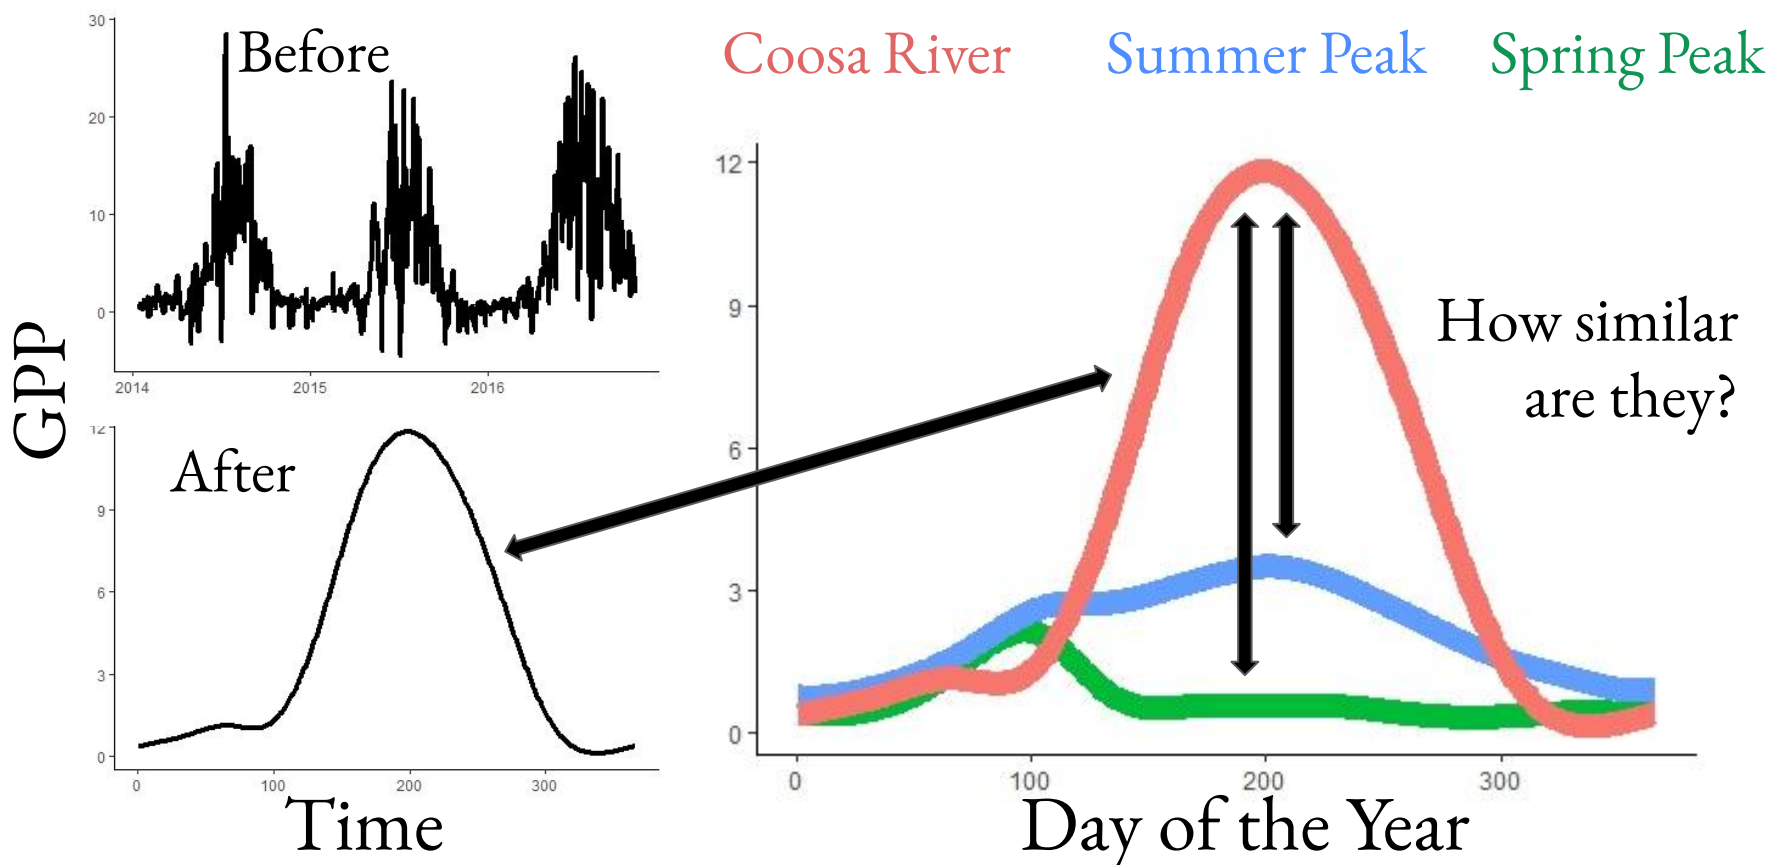 Before
Coosa River
Summer Peak
Spring Peak
30
20
10
0
2014
2015
2016
GPP
After
12
9
6
3
0
0
100
200
300
Time
12
9
6
3
0
0
100
200
300
Day of the Year
How similar
are they?